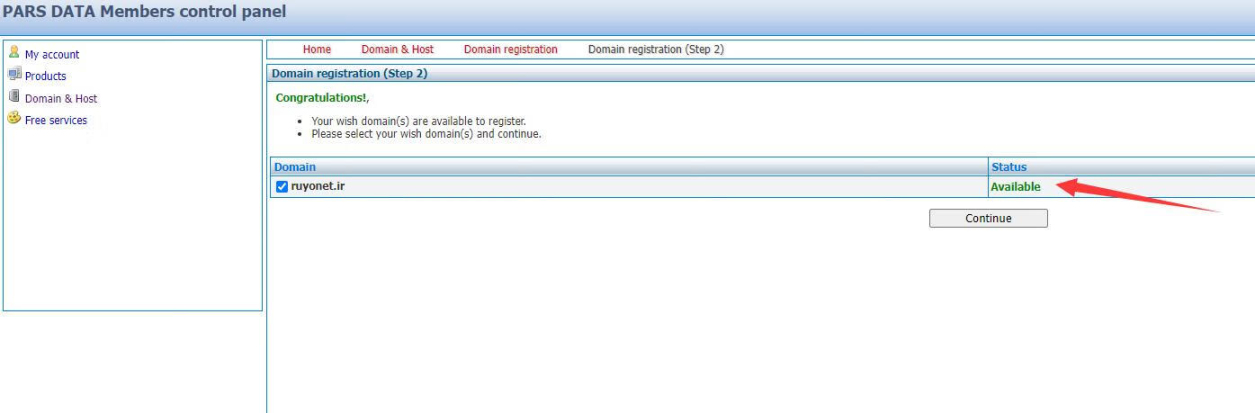 PARS DATA Members control panel
My account
Products
Domain & Host
Free services
Home Domain & Host Domain registration Domain registration (Step 2)
Domain registration (Step 2)
Congratulations!,
Your wish domain(s) are available to register.
Please select your wish domain(s) and continue.
Domain Status
ruyonet.ir Available
Continue